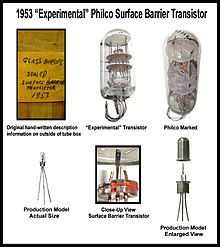 1953 "Experimental" Philco Surface Barrier Transistor
GLASS BULBS
SEALED
SURFACE BARRIER
TRANSISTOR
1953
Original hand-written description
information on outside of tube box
"Experimental" Transistor
Philco Marked
Production Model
Actual Size
Close-Up View
Surface Barrier Transistor
Production Model
Enlarged View